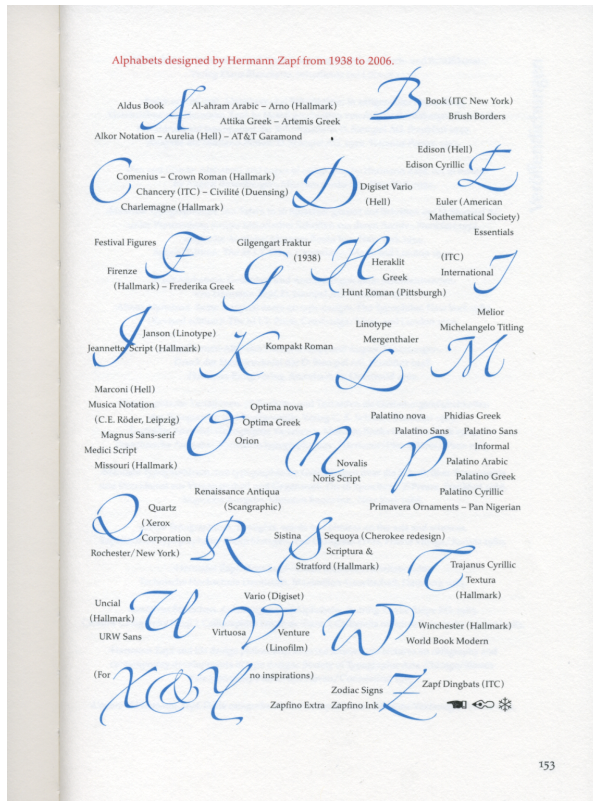 Alphabets designed by Hermann Zapf from 1938 to 2006.
A
Aldus Book Al-ahram Arabic – Arno (Hallmark)
Attika Greek – Artemis Greek
Alkor Notation – Aurelia (Hell) – AT&T Garamond
B
Book (ITC New York)
Brush Borders
C
Comenius – Crown Roman (Hallmark)
Chancery (ITC) – Civilité (Duensing)
Charlemagne (Hallmark)
D
Digiset Vario
(Hell)
E
Edison (Hell)
Edison Cyrillic
Euler (American
Mathematical Society)
Essentials
F
Festival Figures
Firenze
(Hallmark) – Frederika Greek
G
Gilgengart Fraktur
(1938)
H
Heraklit
Greek
Hunt Roman (Pittsburgh)
I
(ITC)
International
J
Janson (Linotype)
Jeannette Script (Hallmark)
K
Kompakt Roman
L
Linotype
Mergenthaler
M
Melior
Michelangelo Titling
Marconi (Hell)
Musica Notation
(C.E. Röder, Leipzig)
Magnus Sans-serif
Medici Script
Missouri (Hallmark)
O
Optima nova
Optima Greek
Orion
N
Novalis
Noris Script
P
Palatino nova Phidias Greek
Palatino Sans Palatino Sans
Informal
Palatino Arabic
Palatino Greek
Palatino Cyrillic
Primavera Ornaments – Pan Nigerian
Q
Quartz
(Xerox
Corporation
Rochester/New York)
R
Renaissance Antiqua
(Scangraphic)
S
Sistina Sequoya (Cherokee redesign)
Scriptura &
Stratford (Hallmark)
T
Trajanus Cyrillic
Textura
(Hallmark)
U
Uncial
(Hallmark)
URW Sans
V
Vario (Digiset)
Virtuosa Venture
(Linofilm)
W
Winchester (Hallmark)
World Book Modern
(For X&Y no inspirations)
Z
Zodiac Signs Zapf Dingbats (ITC)
Zapfino Extra Zapfino Ink
153